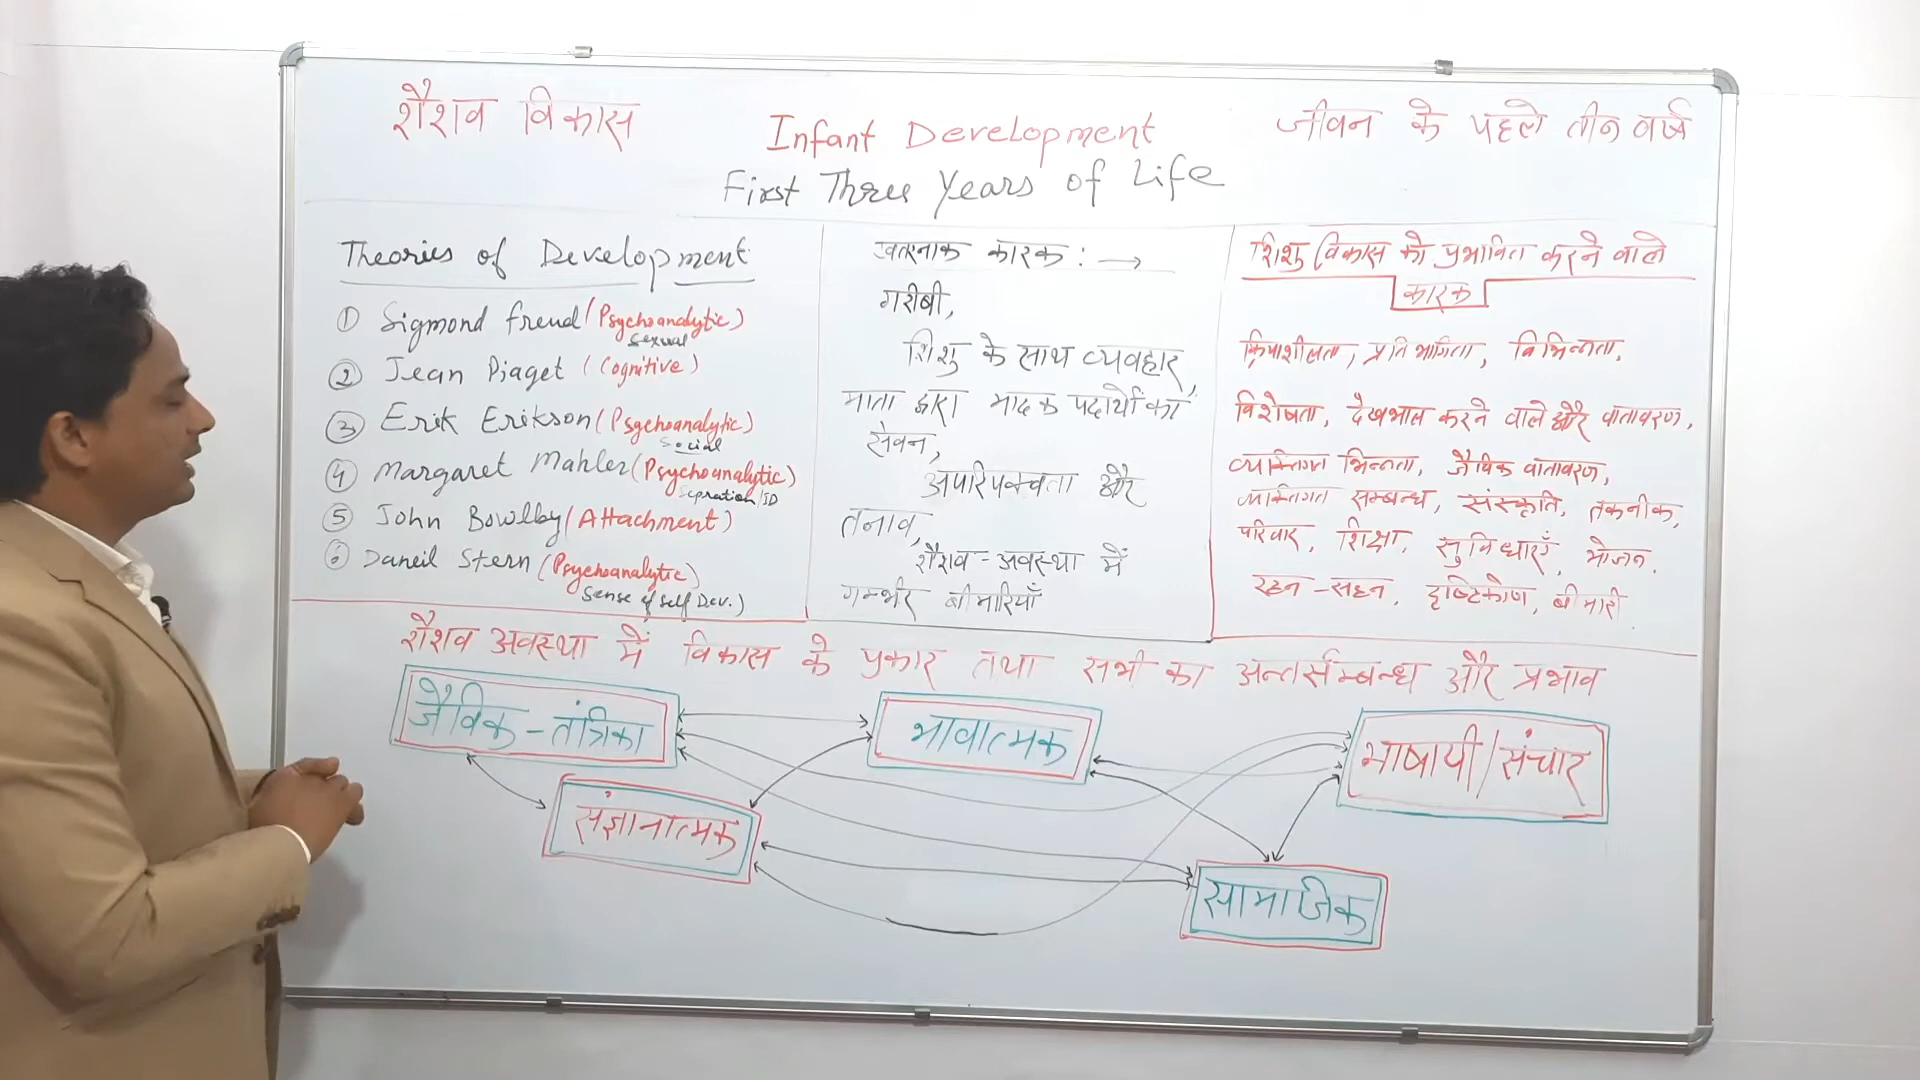 शैशव विकास
Infant Development
जीवन के पहले तीन वर्ष
First Three Years of Life
Theories of Development
① Sigmond freud (Psychoanalytic)
Sexual
② Jean Piaget (Cognitive)
③ Erik Erikson (Psychoanalytic)
Social
④ Margaret Mahler (Psychoanalytic)
Sepration/ID
⑤ John Bowlby (Attachment)
⑥ Daneil Stern (Psychoanalytic)
Sense of self Dev.)
खतरनाक कारक : →
गरीबी,
शिशु के साथ व्यवहार,
माता द्वारा मादक पदार्थों का
सेवन,
अपरिपक्वता और
तनाव,
शैशव-अवस्था में
गम्भीर बीमारियाँ
शिशु विकास को प्रभावित करने वाले
कारक
क्रियाशीलता, प्रतिभागिता, विभिन्नता,
विशेषता, देखभाल करने वाले और वातावरण,
व्यक्तिगत भिन्नता, जैविक वातावरण,
व्यक्तिगत सम्बन्ध, संस्कृति, तकनीक,
परिवार, शिक्षा, सुविधाएँ, भोजन,
रहन-सहन, दृष्टिकोण, बीमारी.
शैशव अवस्था में विकास के प्रकार तथा सभी का अन्तर्सम्बन्ध और प्रभाव
जैविक-तंत्रिका
भावात्मक
भाषायी/संचार
संज्ञानात्मक
सामाजिक